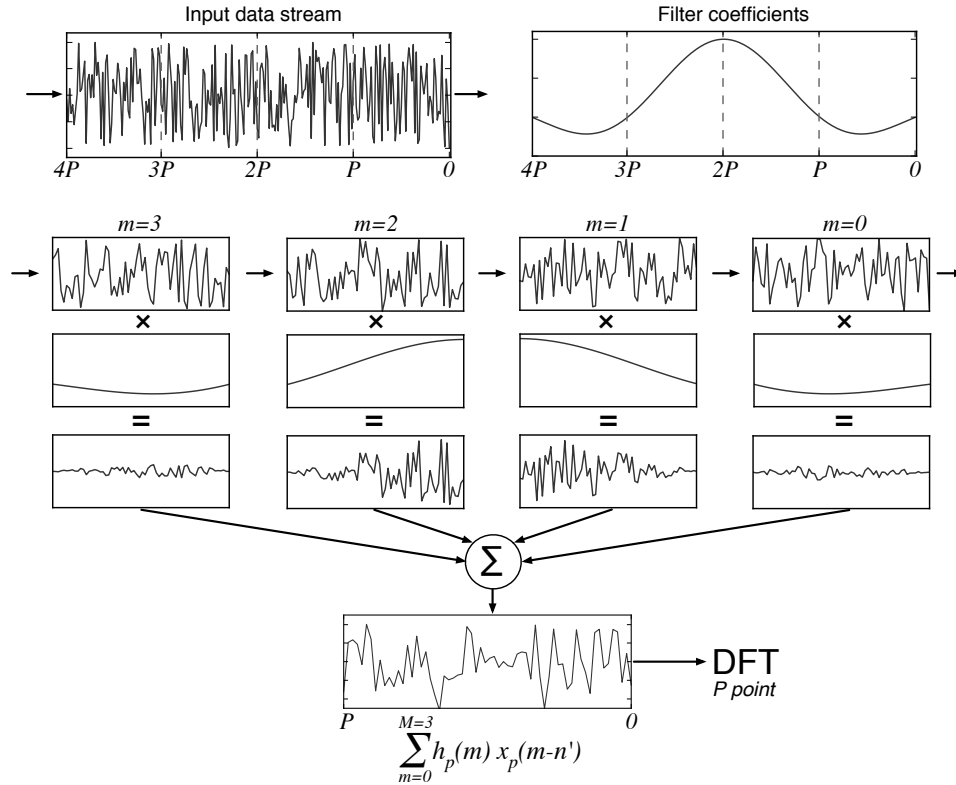 Input data stream
Filter coefficients
4P 3P 2P P 0
4P 3P 2P P 0
m=3 m=2 m=1 m=0
× × × ×
= = = =
Σ
P 0
DFT
P point
M=3
∑ h_p(m) x_p(m-n')
m=0